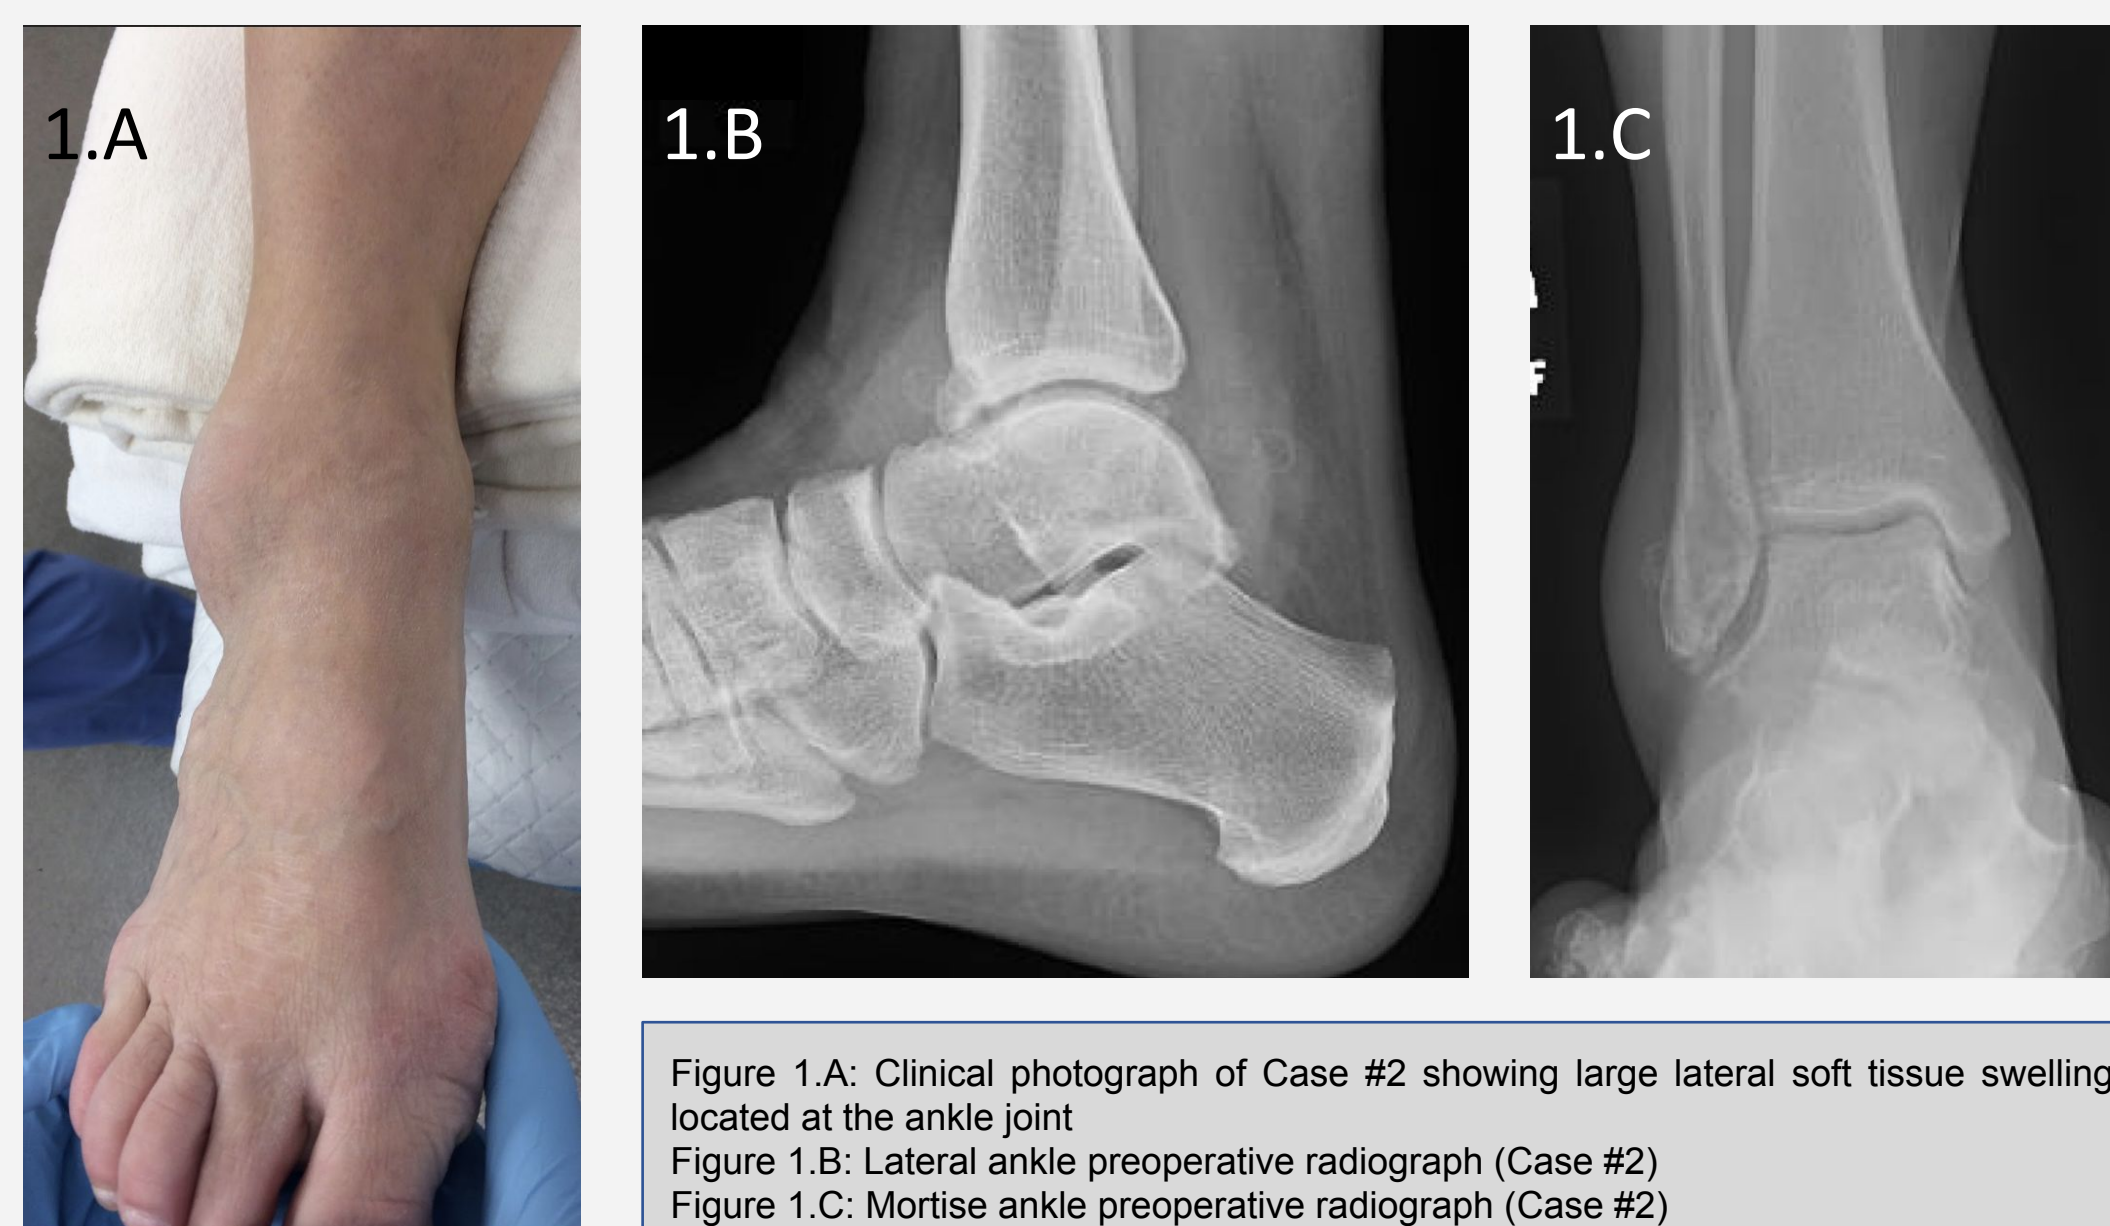 1.A
1.B
1.C
Figure 1.A: Clinical photograph of Case #2 showing large lateral soft tissue swelling
located at the ankle joint
Figure 1.B: Lateral ankle preoperative radiograph (Case #2)
Figure 1.C: Mortise ankle preoperative radiograph (Case #2)